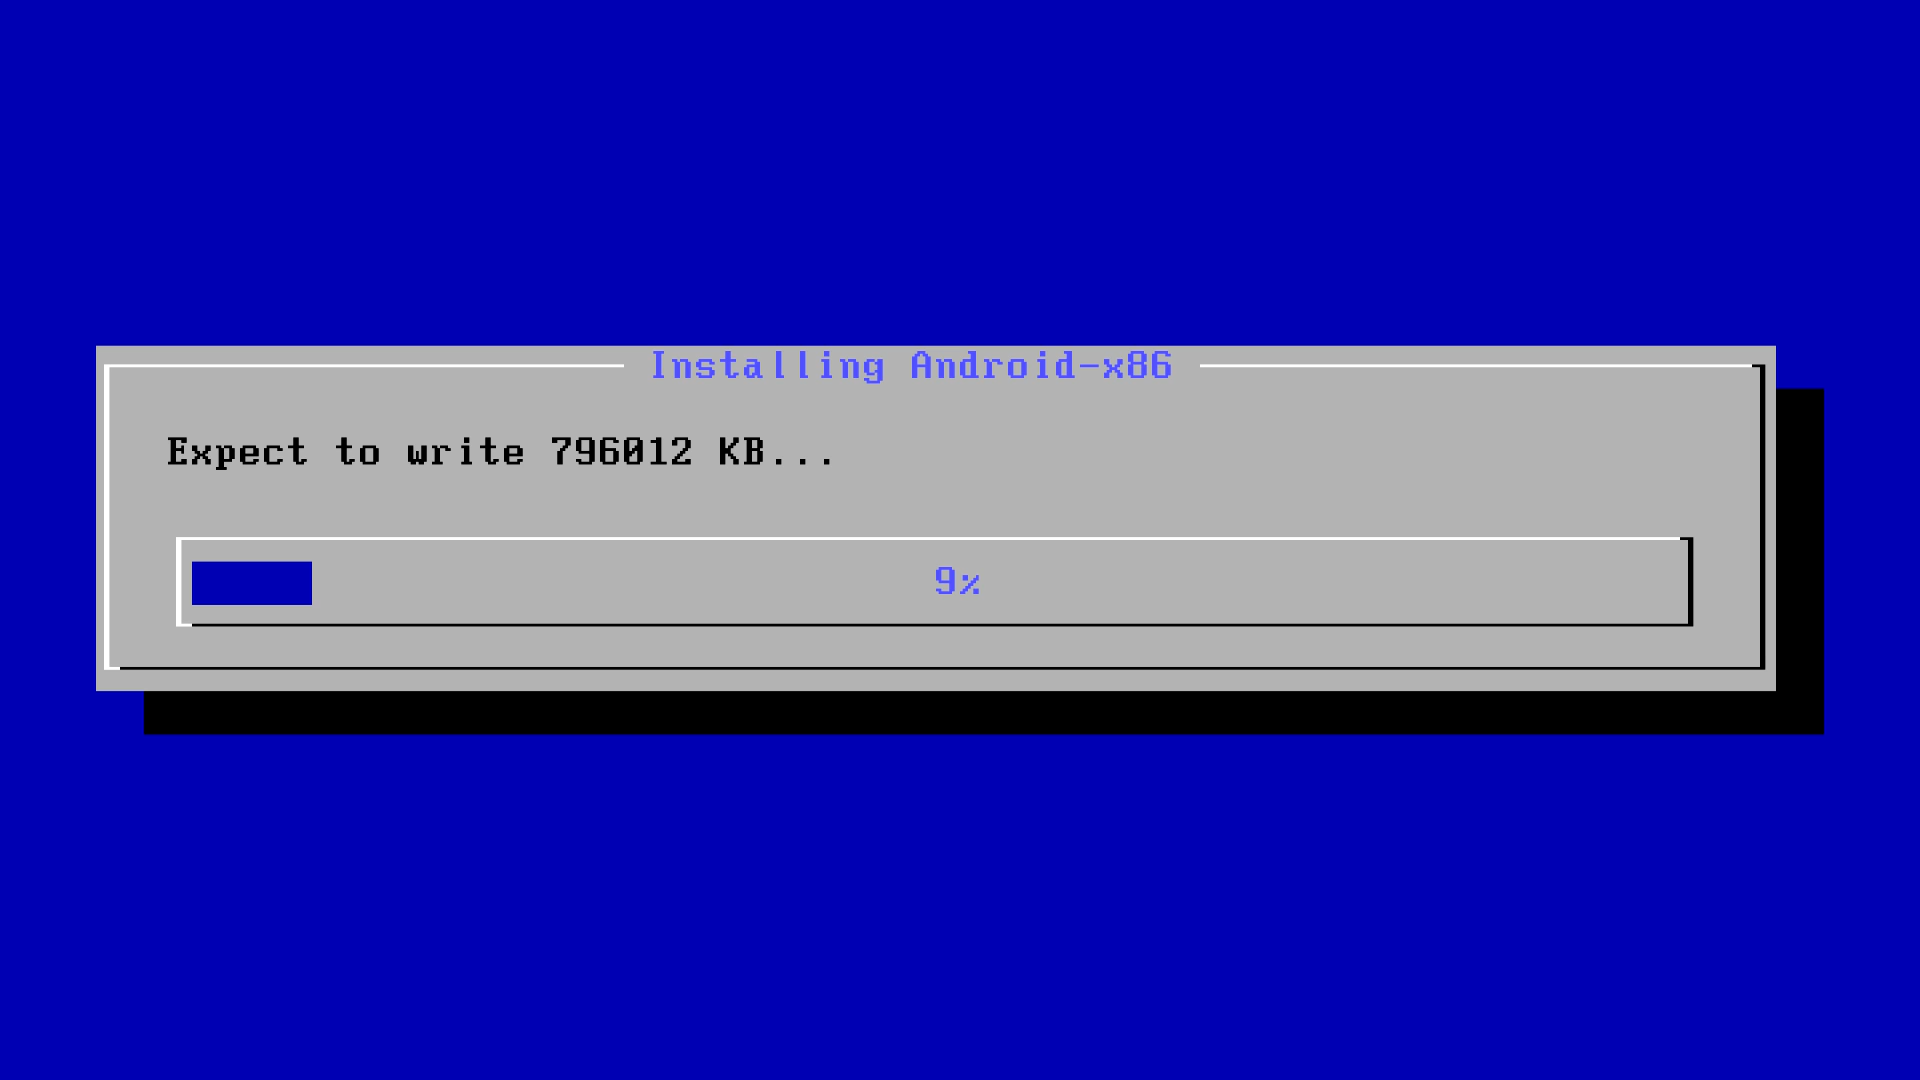 Installing Android-x86
Expect to write 796012 KB...
9%